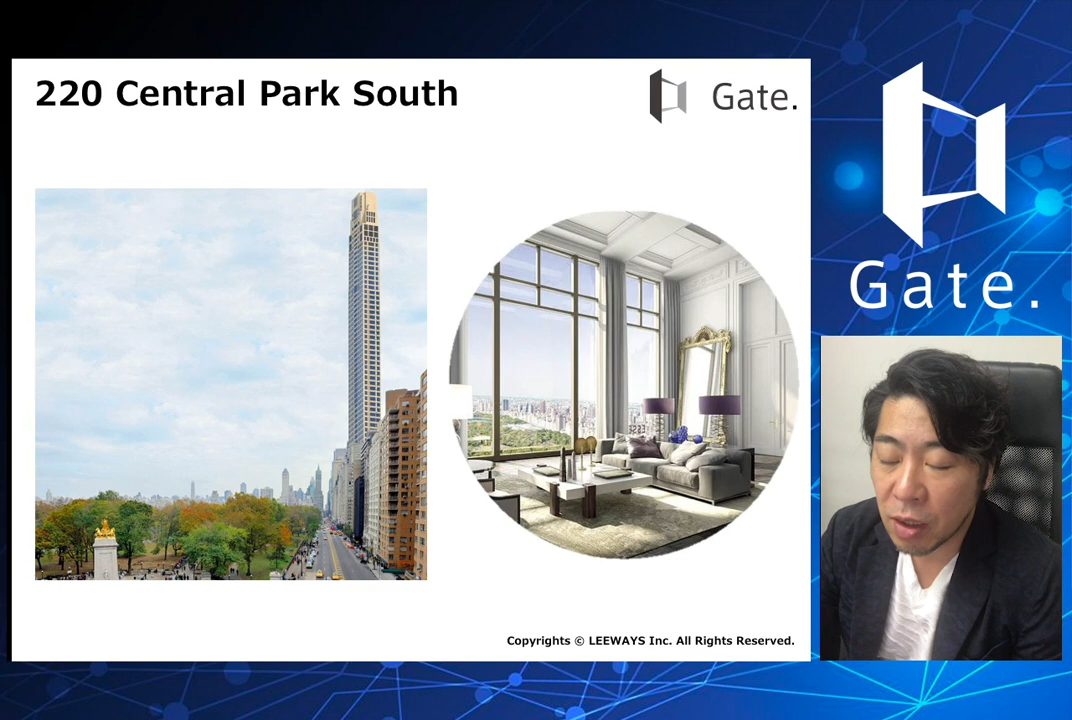 220 Central Park South
Gate.
Gate.
Copyrights © LEEWAYS Inc. All Rights Reserved.